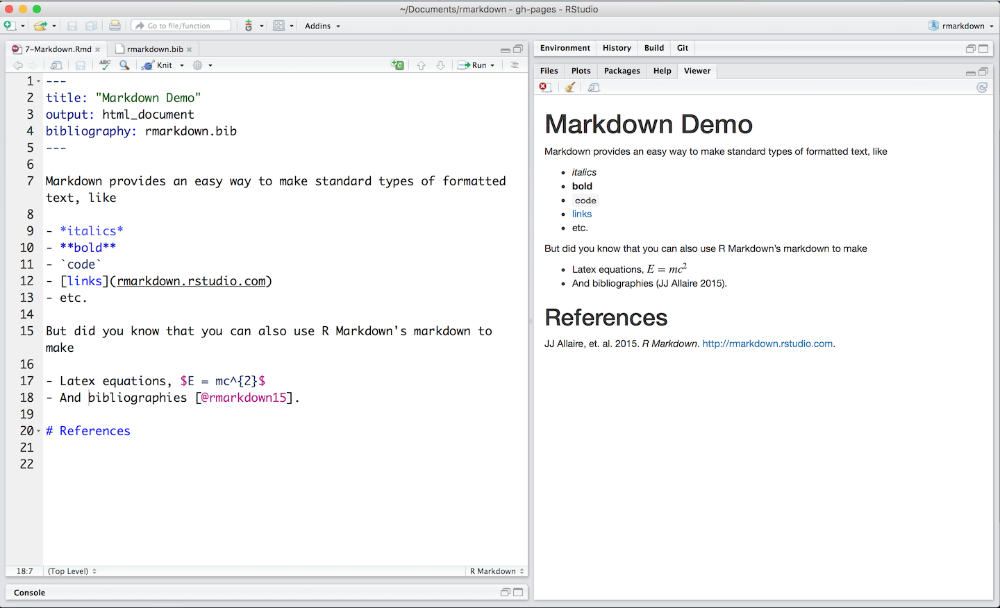 ~/Documents/rmarkdown - gh-pages - RStudio
Go to file/function
Addins
rmarkdown
7-Markdown.Rmd
rmarkdown.bib
ABC
Knit
Run
1 ---
2 title: "Markdown Demo"
3 output: html_document
4 bibliography: rmarkdown.bib
5 ---
6
7 Markdown provides an easy way to make standard types of formatted
text, like
8
9 - *italics*
10 - **bold**
11 - `code`
12 - [links](rmarkdown.rstudio.com)
13 - etc.
14
15 But did you know that you can also use R Markdown's markdown to
make
16
17 - Latex equations, $E = mc^{2}$
18 - And bibliographies [@rmarkdown15].
19
20 # References
21
22
18:7 (Top Level) R Markdown
Console
Environment History Build Git
Files Plots Packages Help Viewer
Markdown Demo
Markdown provides an easy way to make standard types of formatted text, like
• italics
• bold
• code
• links
• etc.
But did you know that you can also use R Markdown’s markdown to make
• Latex equations, E = mc²
• And bibliographies (JJ Allaire 2015).
References
JJ Allaire, et. al. 2015. R Markdown. http://rmarkdown.rstudio.com.